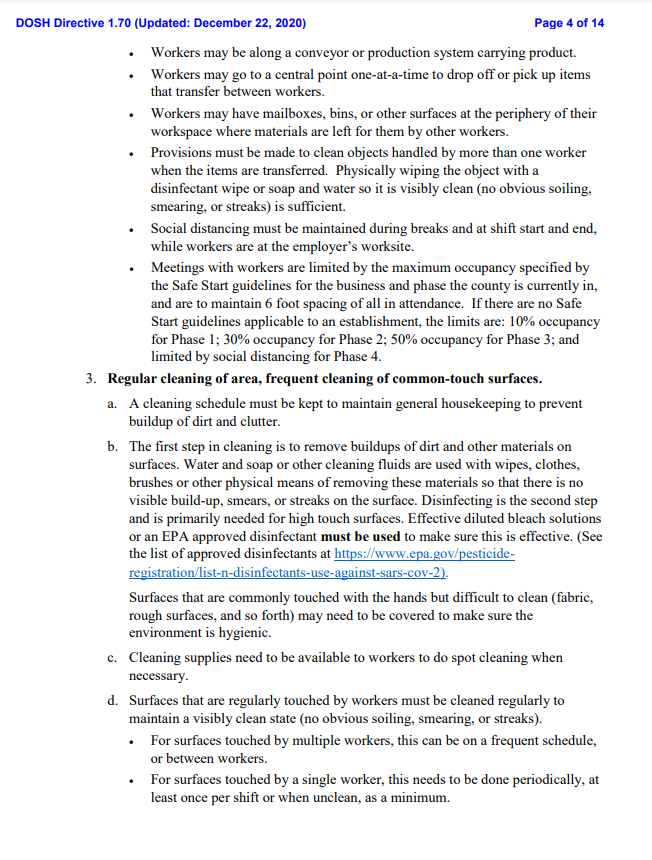 DOSH Directive 1.70 (Updated: December 22, 2020) Page 4 of 14
• Workers may be along a conveyor or production system carrying product.
• Workers may go to a central point one-at-a-time to drop off or pick up items
that transfer between workers.
• Workers may have mailboxes, bins, or other surfaces at the periphery of their
workspace where materials are left for them by other workers.
• Provisions must be made to clean objects handled by more than one worker
when the items are transferred. Physically wiping the object with a
disinfectant wipe or soap and water so it is visibly clean (no obvious soiling,
smearing, or streaks) is sufficient.
• Social distancing must be maintained during breaks and at shift start and end,
while workers are at the employer's worksite.
• Meetings with workers are limited by the maximum occupancy specified by
the Safe Start guidelines for the business and phase the county is currently in,
and are to maintain 6 foot spacing of all in attendance. If there are no Safe
Start guidelines applicable to an establishment, the limits are: 10% occupancy
for Phase 1; 30% occupancy for Phase 2; 50% occupancy for Phase 3; and
limited by social distancing for Phase 4.
3. Regular cleaning of area, frequent cleaning of common-touch surfaces.
a. A cleaning schedule must be kept to maintain general housekeeping to prevent
buildup of dirt and clutter.
b. The first step in cleaning is to remove buildups of dirt and other materials on
surfaces. Water and soap or other cleaning fluids are used with wipes, clothes,
brushes or other physical means of removing these materials so that there is no
visible build-up, smears, or streaks on the surface. Disinfecting is the second step
and is primarily needed for high touch surfaces. Effective diluted bleach solutions
or an EPA approved disinfectant must be used to make sure this is effective. (See
the list of approved disinfectants at https://www.epa.gov/pesticide-
registration/list-n-disinfectants-use-against-sars-cov-2).
Surfaces that are commonly touched with the hands but difficult to clean (fabric,
rough surfaces, and so forth) may need to be covered to make sure the
environment is hygienic.
c. Cleaning supplies need to be available to workers to do spot cleaning when
necessary.
d. Surfaces that are regularly touched by workers must be cleaned regularly to
maintain a visibly clean state (no obvious soiling, smearing, or streaks).
• For surfaces touched by multiple workers, this can be on a frequent schedule,
or between workers.
• For surfaces touched by a single worker, this needs to be done periodically, at
least once per shift or when unclean, as a minimum.